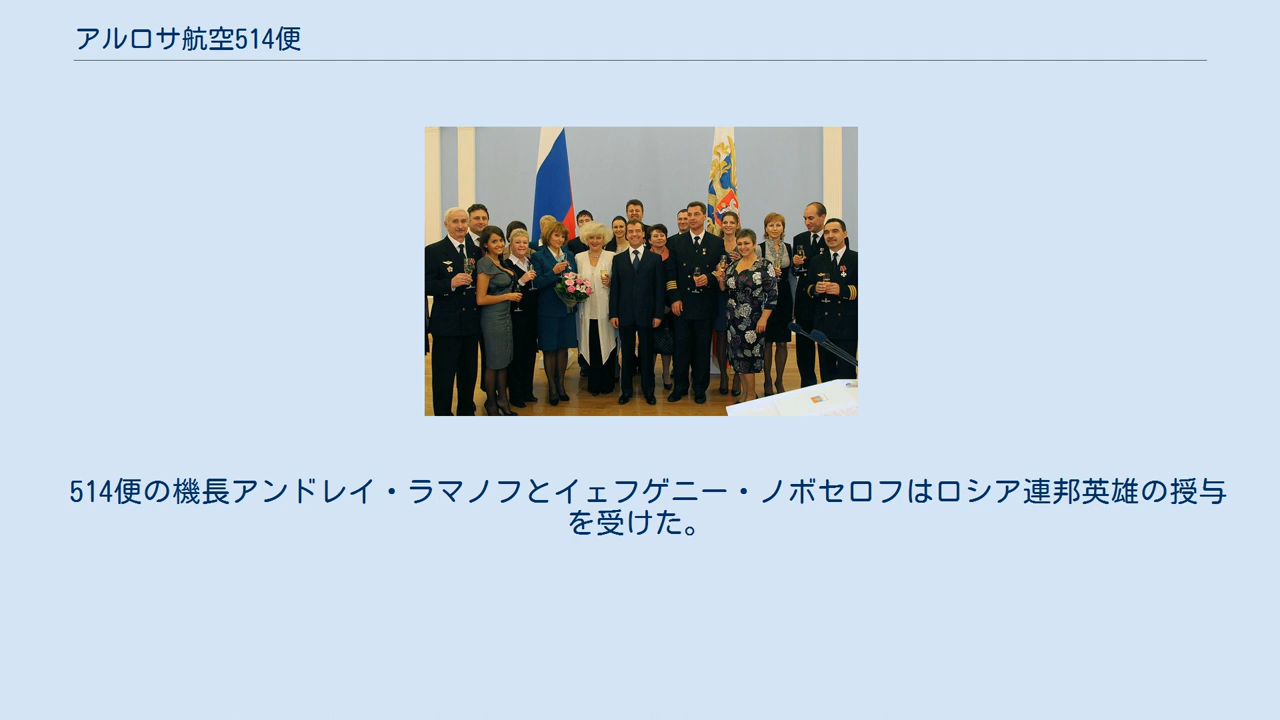 アルロサ航空514便
514便の機長アンドレイ・ラマノフとイェフゲニー・ノボセロフはロシア連邦英雄の授与
を受けた。